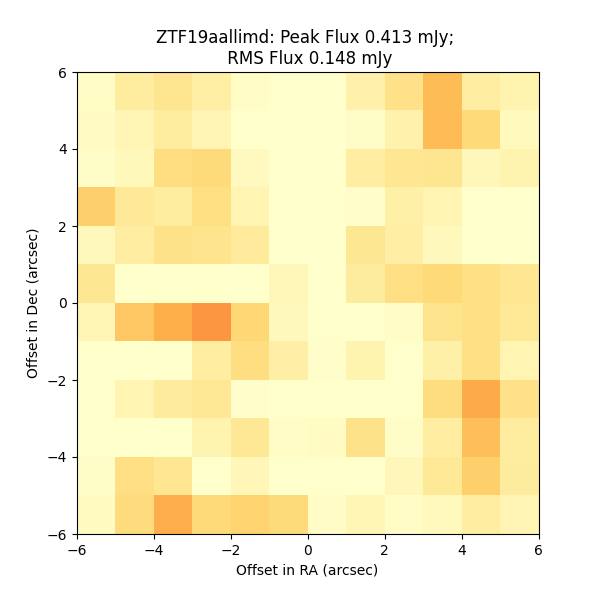 ZTF19aallimd: Peak Flux 0.413 mJy;
RMS Flux 0.148 mJy
6
4
2
0
−2
−4
−6
Offset in Dec (arcsec)
−6 −4 −2 0 2 4 6
Offset in RA (arcsec)